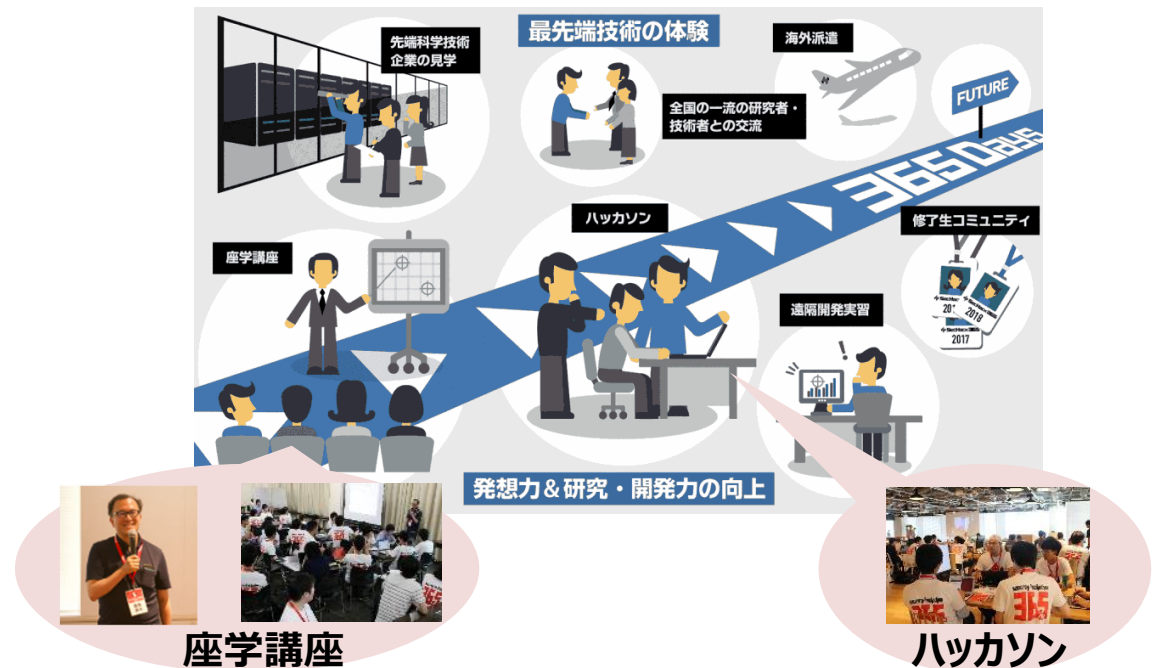 最先端技術の体験
先端科学技術
企業の見学
海外派遣
FUTURE
全国の一流の研究者・
技術者との交流
365Days
ハッカソン
修了生コミュニティ
座学講座
遠隔開発実習
2018
2017
発想力&研究・開発力の向上
365
365
座学講座
ハッカソン